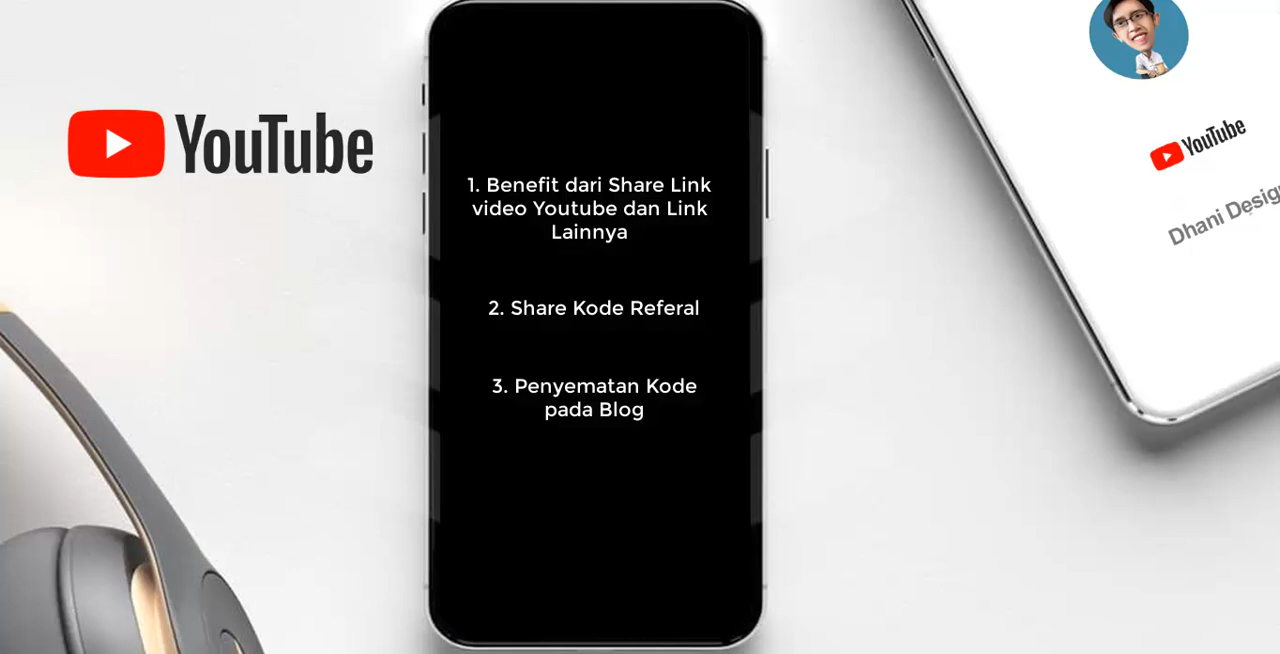 YouTube
1. Benefit dari Share Link
video Youtube dan Link
Lainnya
2. Share Kode Referal
3. Penyematan Kode
pada Blog
YouTube
Dhani Design